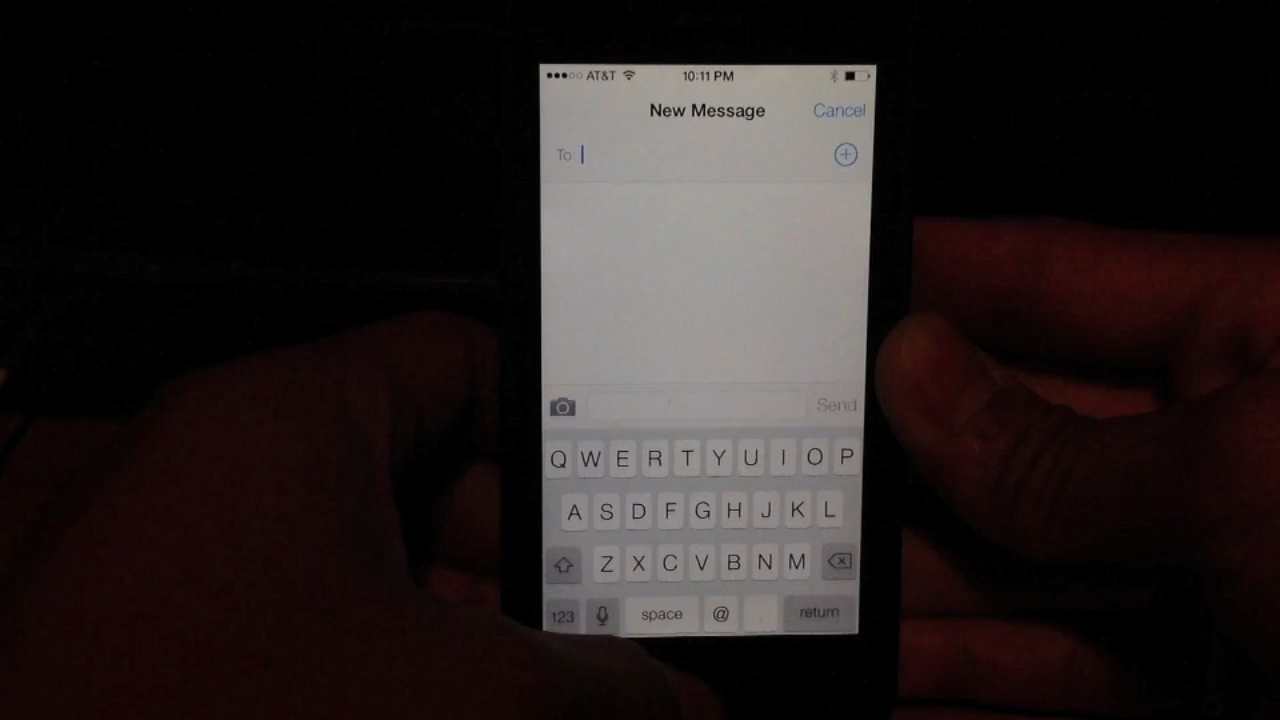 AT&T 10:11 PM
New Message Cancel
To:
Send
Q W E R T Y U I O P
A S D F G H J K L
Z X C V B N M
123 space @ . return